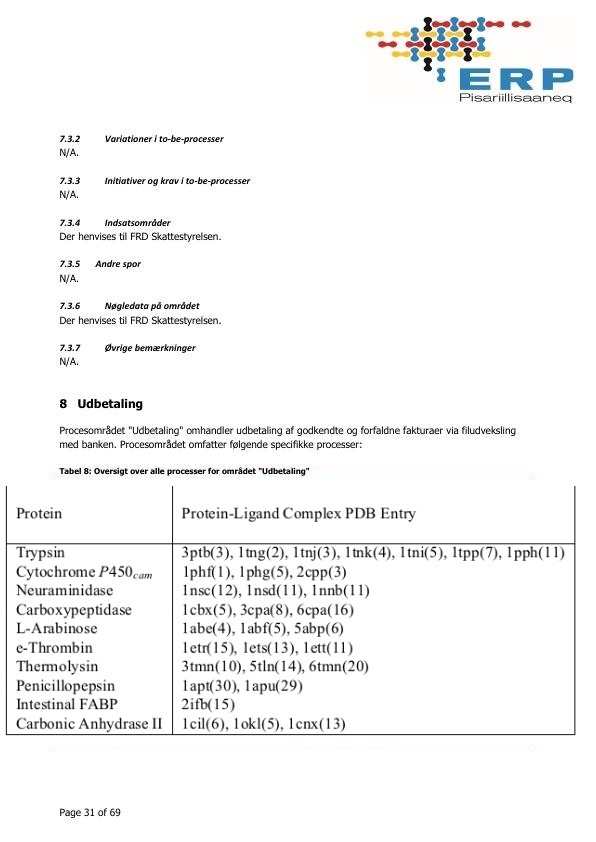 ERP
Pisariillisaaneq
7.3.2 Variationer i to-be-processer
N/A.
7.3.3 Initiativer og krav i to-be-processer
N/A.
7.3.4 Indsatsområder
Der henvises til FRD Skattestyrelsen.
7.3.5 Andre spor
N/A.
7.3.6 Nøgledata på området
Der henvises til FRD Skattestyrelsen.
7.3.7 Øvrige bemærkninger
N/A.
8 Udbetaling
Procesområdet "Udbetaling" omhandler udbetaling af godkendte og forfaldne fakturaer via filudveksling
med banken. Procesområdet omfatter følgende specifikke processer:
Tabel 8: Oversigt over alle processer for området "Udbetaling"
Protein Protein-Ligand Complex PDB Entry
Trypsin 3ptb(3), 1tng(2), 1tnj(3), 1tnk(4), 1tni(5), 1tpp(7), 1pph(11)
Cytochrome P450cam 1phf(1), 1phg(5), 2cpp(3)
Neuraminidase 1nsc(12), 1nsd(11), 1nnb(11)
Carboxypeptidase 1cbx(5), 3cpa(8), 6cpa(16)
L-Arabinose 1abe(4), 1abf(5), 5abp(6)
e-Thrombin 1etr(15), 1ets(13), 1ett(11)
Thermolysin 3tmn(10), 5tln(14), 6tmn(20)
Penicillopepsin 1apt(30), 1apu(29)
Intestinal FABP 2ifb(15)
Carbonic Anhydrase II 1cil(6), 1okl(5), 1cnx(13)
Page 31 of 69